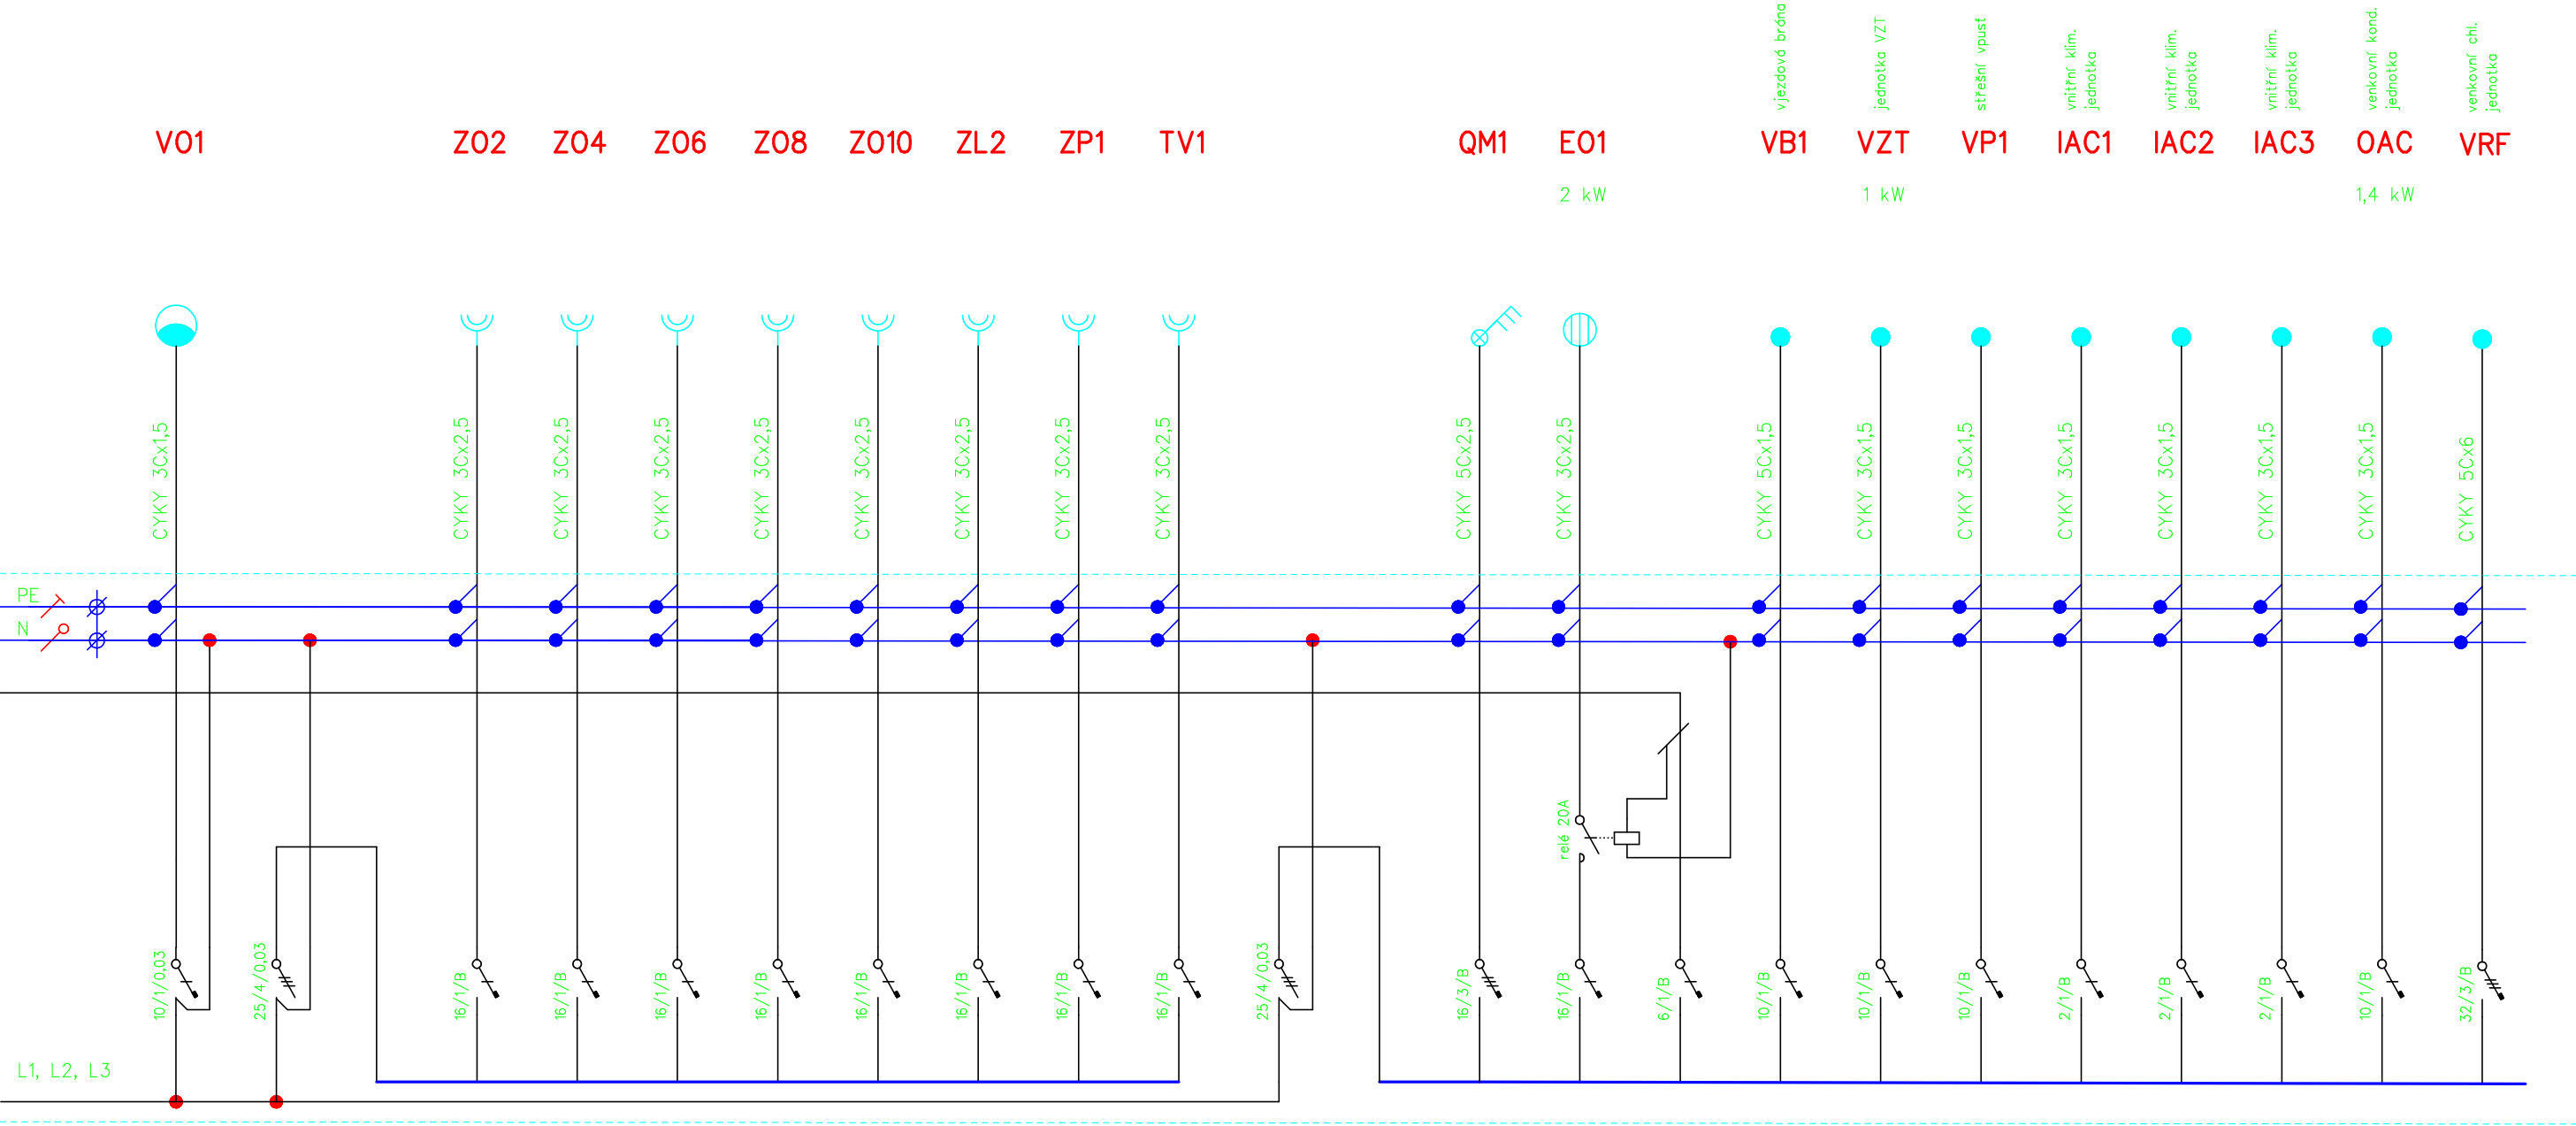 vjezdová brána
jednotka VZT
střešní vpusť
vnitřní klim.
jednotka
vnitřní klim.
jednotka
vnitřní klim.
jednotka
venkovní kond.
jednotka
venkovní chl.
jednotka
VO1
ZO2
ZO4
ZO6
ZO8
ZO10
ZL2
ZP1
TV1
QM1
EO1
VB1
VZT
VP1
IAC1
IAC2
IAC3
OAC
VRF
2 kW
1 kW
1,4 kW
CYKY 3Cx1,5
CYKY 3Cx2,5
CYKY 3Cx2,5
CYKY 3Cx2,5
CYKY 3Cx2,5
CYKY 3Cx2,5
CYKY 3Cx2,5
CYKY 3Cx2,5
CYKY 3Cx2,5
CYKY 5Cx2,5
CYKY 3Cx2,5
CYKY 5Cx1,5
CYKY 3Cx1,5
CYKY 3Cx1,5
CYKY 3Cx1,5
CYKY 3Cx1,5
CYKY 3Cx1,5
CYKY 3Cx1,5
CYKY 5Cx6
PE
N
relé 20A
10/1/0,03
25/4/0,03
16/1/B
16/1/B
16/1/B
16/1/B
16/1/B
16/1/B
16/1/B
16/1/B
25/4/0,03
16/3/B
16/1/B
6/1/B
10/1/B
10/1/B
10/1/B
2/1/B
2/1/B
2/1/B
10/1/B
32/3/B
L1, L2, L3